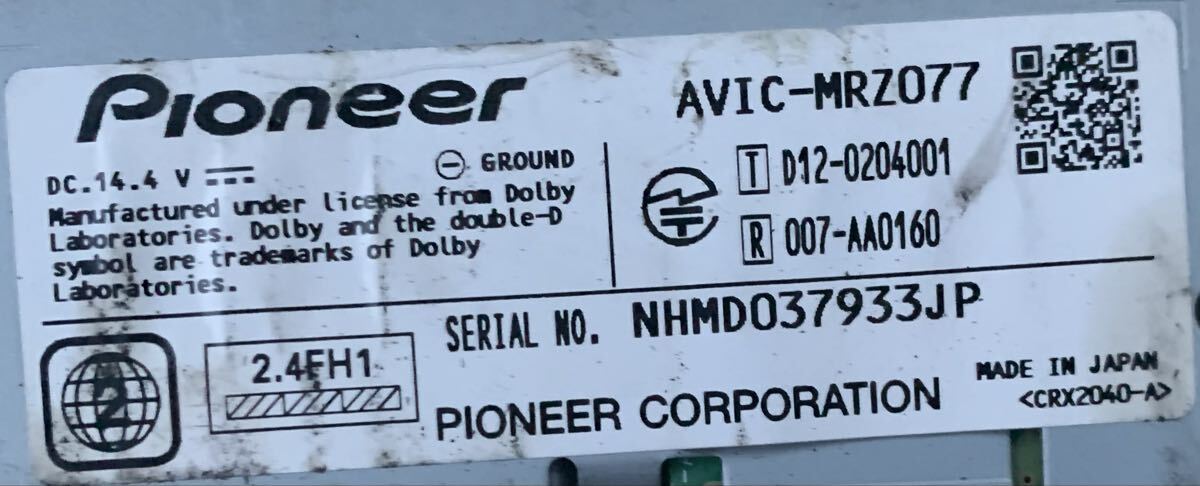 Pioneer
AVIC-MRZ077
DC.14.4 V
GROUND
Manufactured under license from Dolby
Laboratories. Dolby and the double-D
symbol are trademarks of Dolby
Laboratories.
T D12-0204001
R 007-AA0160
2
2.4FH1
SERIAL NO. NHMD037933JP
PIONEER CORPORATION
MADE IN JAPAN
<CRX2040-A>